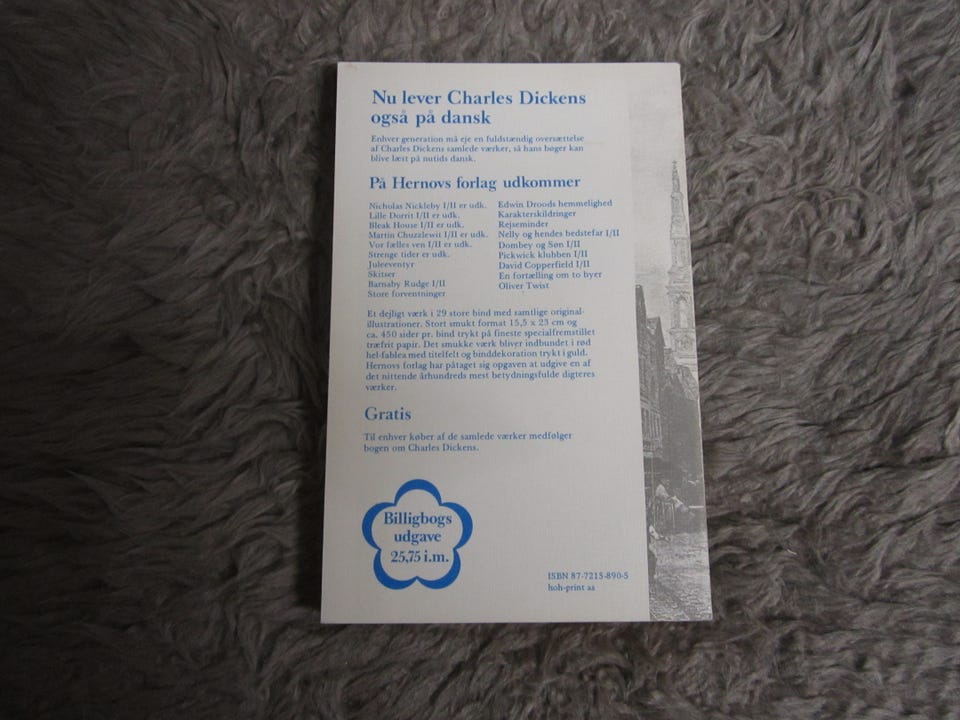 Nu lever Charles Dickens
også på dansk
Enhver generation må eje en fuldstændig oversættelse
af Charles Dickens samlede værker, så hans bøger kan
blive læst på nutids dansk.
På Hernovs forlag udkommer
Nicholas Nickleby I/II er udk.
Lille Dorrit I/II er udk.
Bleak House I/II er udk.
Martin Chuzzlewit I/II er udk.
Vor fælles ven I/II er udk.
Strenge tider er udk.
Juleeventyr
Skitser
Barnaby Rudge I/II
Store forventninger
Edwin Droods hemmelighed
Karakterskildringer
Rejseminder
Nelly og hendes bedstefar I/II
Dombey og Søn I/II
Pickwick klubben I/II
David Copperfield I/II
En fortælling om to byer
Oliver Twist
Et dejligt værk i 29 store bind med samtlige original-
illustrationer. Stort smukt format 15,5 x 23 cm og
ca. 450 sider pr. bind trykt på fineste specialfremstillet
træfrit papir. Det smukke værk bliver indbundet i rød
hel-fablea med titelfelt og binddekoration trykt i guld.
Hernovs forlag har påtaget sig opgaven at udgive en af
det nittende århundreds mest betydningsfulde digteres
værker.
Gratis
Til enhver køber af de samlede værker medfølger
bogen om Charles Dickens.
Billigbogs
udgave
25,75 i.m.
ISBN 87-7215-890-5
hoh-print aa